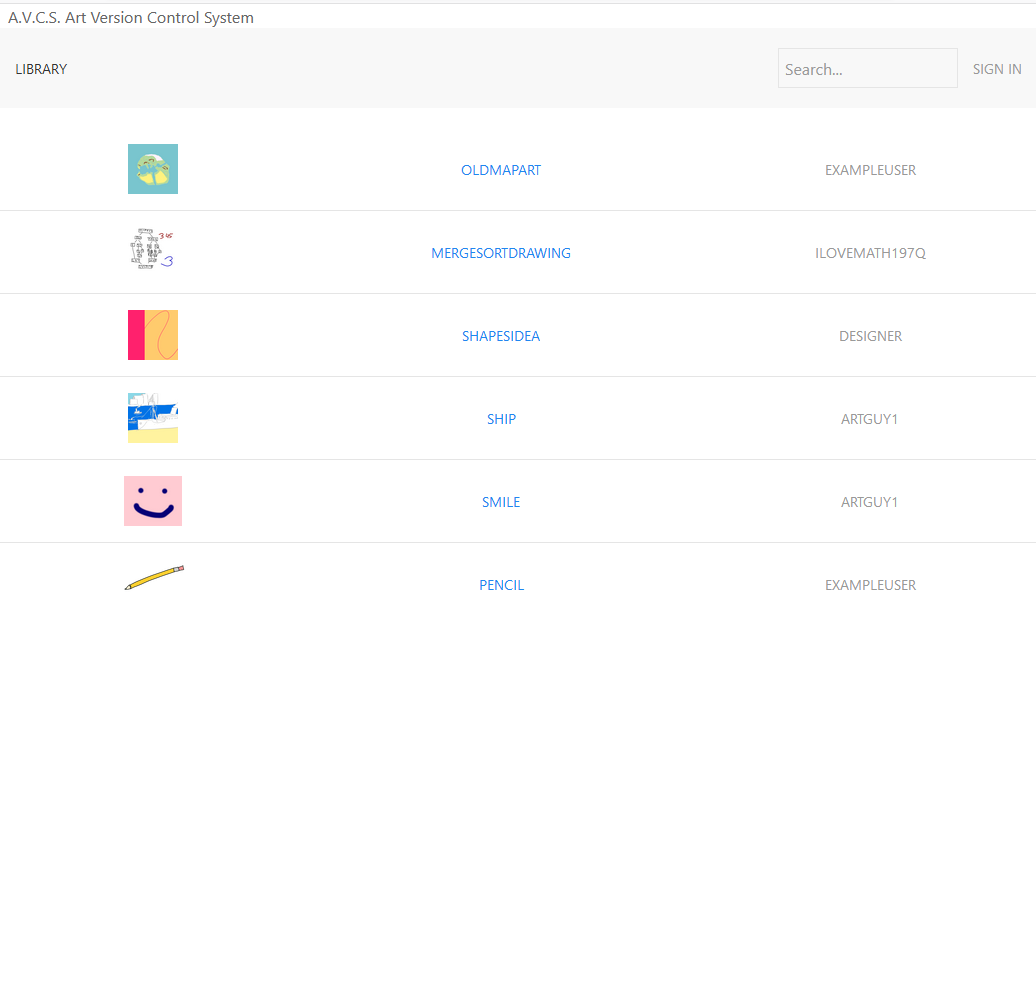 A.V.C.S. Art Version Control System
LIBRARY Search... SIGN IN
OLDMAPART EXAMPLEUSER
MERGESORTDRAWING ILOVEMATH197Q
SHAPESIDEA DESIGNER
SHIP ARTGUY1
SMILE ARTGUY1
PENCIL EXAMPLEUSER